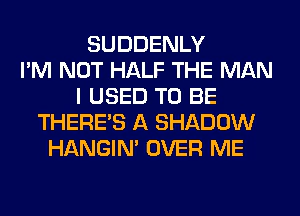 SUDDENLY
I'M NOT HALF THE MAN
I USED TO BE
THERE'S A SHADOW
HANGIN' OVER ME